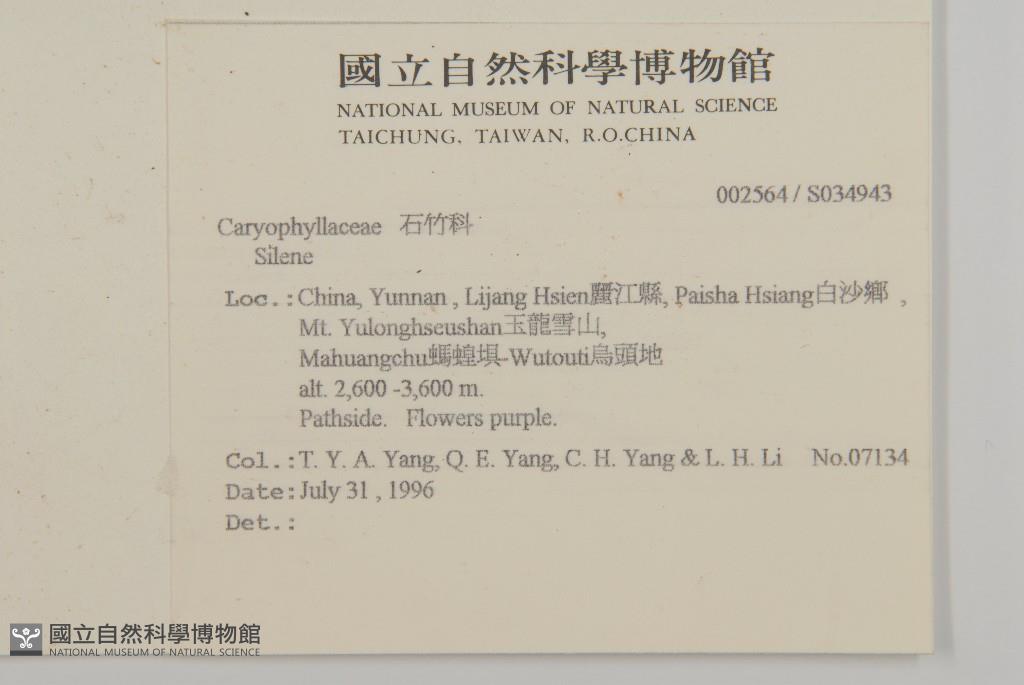 國立自然科學博物館
NATIONAL MUSEUM OF NATURAL SCIENCE
TAICHUNG, TAIWAN, R.O.CHINA
002564 / S034943
Caryophyllaceae 石竹科
Silene
Loc.: China, Yunnan , Lijang Hsien麗江縣, Paisha Hsiang白沙鄉 ,
Mt. Yulonghseushan玉龍雪山,
Mahuangchu螞蝗埧-Wutouti烏頭地
alt. 2,600 -3,600 m.
Pathside. Flowers purple.
Col.: T. Y. A. Yang, Q. E. Yang, C. H. Yang & L. H. Li No.07134
Date: July 31 , 1996
Det.:
國立自然科學博物館
NATIONAL MUSEUM OF NATURAL SCIENCE